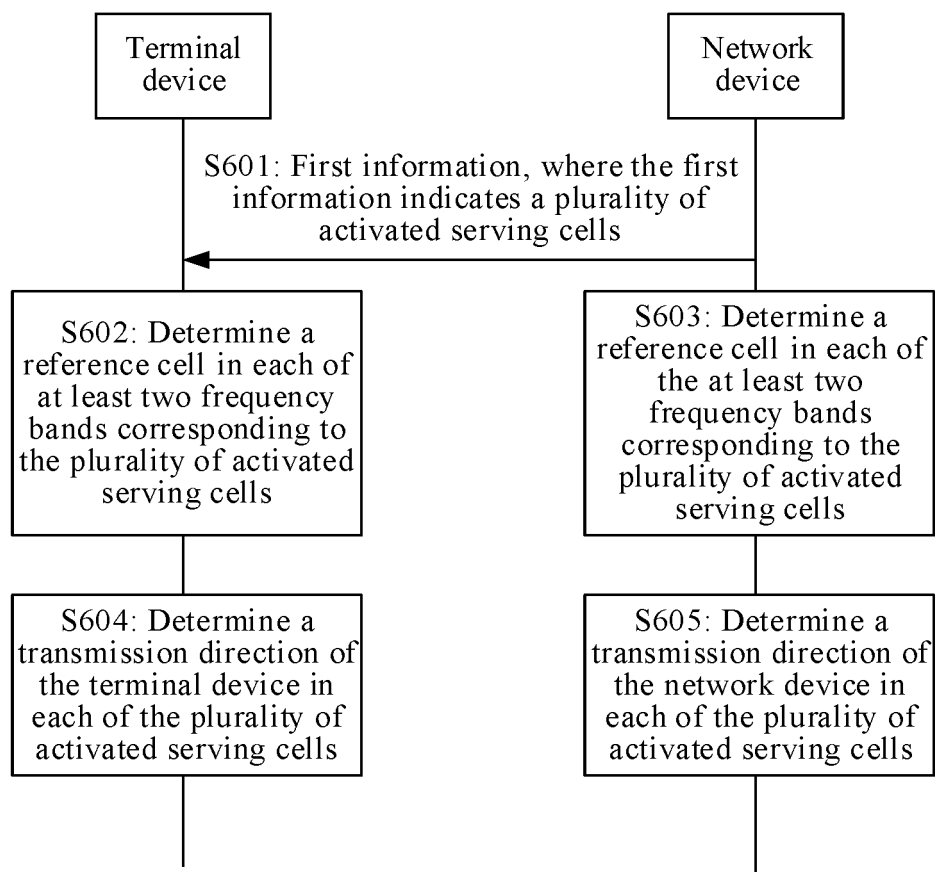 Terminal
device
Network
device
S601: First information, where the first
information indicates a plurality of
activated serving cells
S602: Determine a
reference cell in each of
at least two frequency
bands corresponding to
the plurality of activated
serving cells
S603: Determine a
reference cell in each of
the at least two
frequency bands
corresponding to the
plurality of activated
serving cells
S604: Determine a
transmission direction of
the terminal device in
each of the plurality of
activated serving cells
S605: Determine a
transmission direction of
the network device in
each of the plurality of
activated serving cells